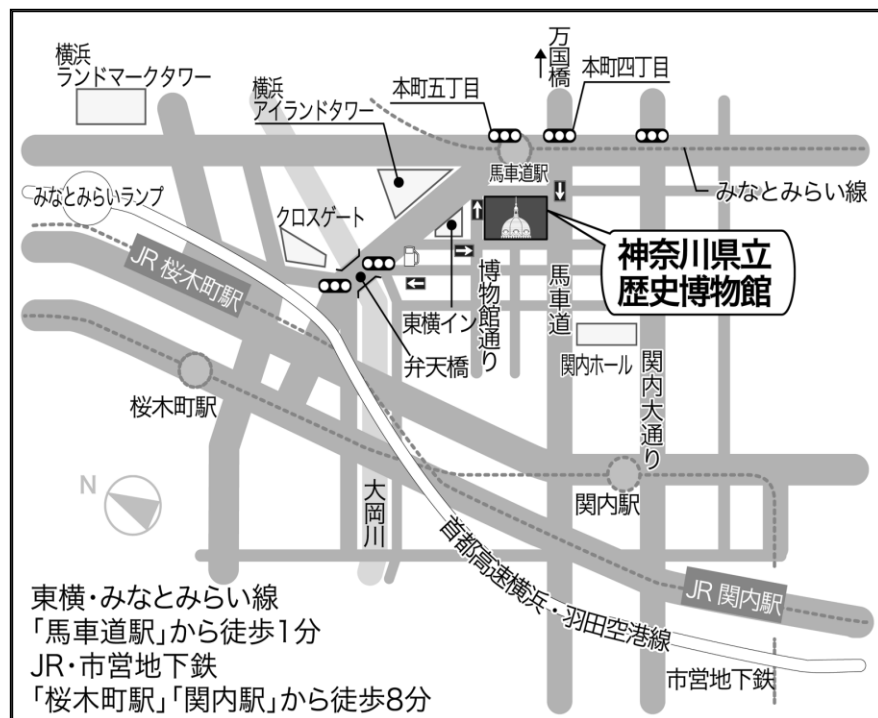 横浜
ランドマークタワー
横浜
アイランドタワー
本町五丁目
万国橋
本町四丁目
馬車道駅
みなとみらい線
みなとみらいランプ
クロスゲート
神奈川県立
歴史博物館
JR 桜木町駅
東横イン
博物館通り
馬車道
関内ホール
関内大通り
弁天橋
桜木町駅
N
大岡川
関内駅
首都高速横浜・羽田空港線
JR 関内駅
市営地下鉄
東横・みなとみらい線
「馬車道駅」から徒歩1分
JR・市営地下鉄
「桜木町駅」「関内駅」から徒歩8分